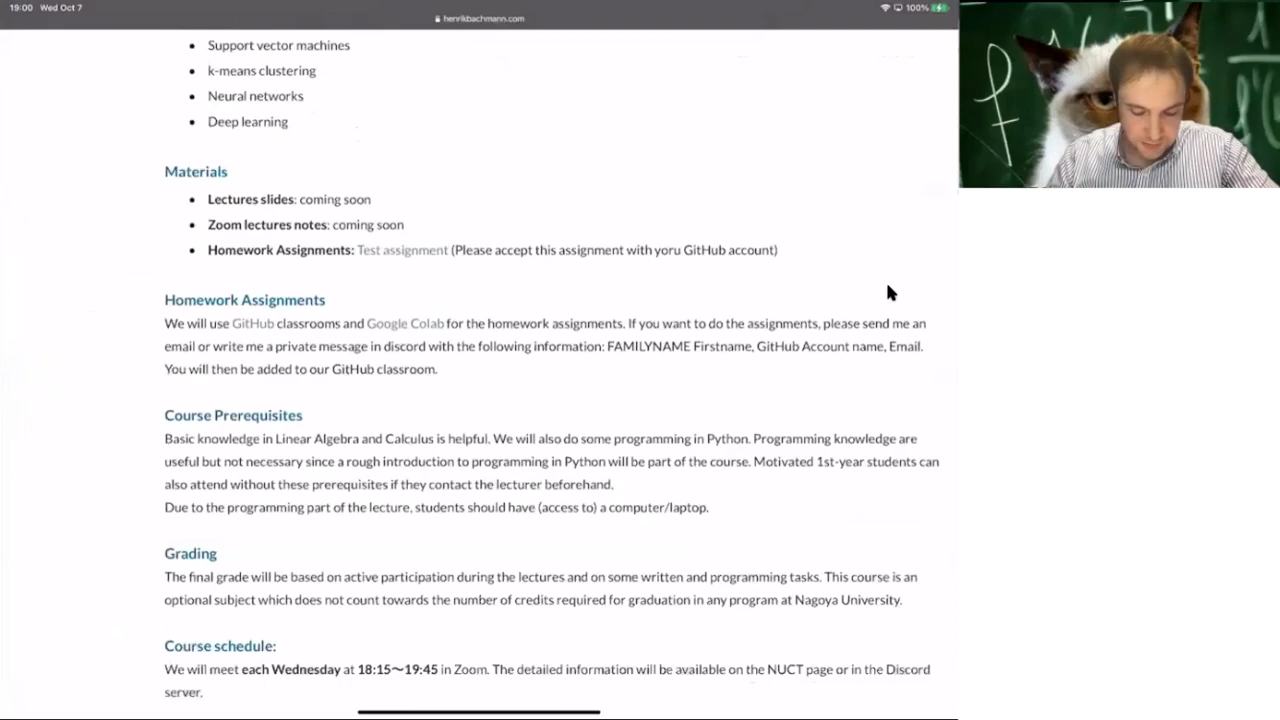 19:00 Wed Oct 7
henrikbachmann.com
100%
Support vector machines
k-means clustering
Neural networks
Deep learning
Materials
Lectures slides: coming soon
Zoom lectures notes: coming soon
Homework Assignments: Test assignment (Please accept this assignment with yoru GitHub account)
Homework Assignments
We will use GitHub classrooms and Google Colab for the homework assignments. If you want to do the assignments, please send me an
email or write me a private message in discord with the following information: FAMILYNAME Firstname, GitHub Account name, Email.
You will then be added to our GitHub classroom.
Course Prerequisites
Basic knowledge in Linear Algebra and Calculus is helpful. We will also do some programming in Python. Programming knowledge are
useful but not necessary since a rough introduction to programming in Python will be part of the course. Motivated 1st-year students can
also attend without these prerequisites if they contact the lecturer beforehand.
Due to the programming part of the lecture, students should have (access to) a computer/laptop.
Grading
The final grade will be based on active participation during the lectures and on some written and programming tasks. This course is an
optional subject which does not count towards the number of credits required for graduation in any program at Nagoya University.
Course schedule:
We will meet each Wednesday at 18:15〜19:45 in Zoom. The detailed information will be available on the NUCT page or in the Discord
server.